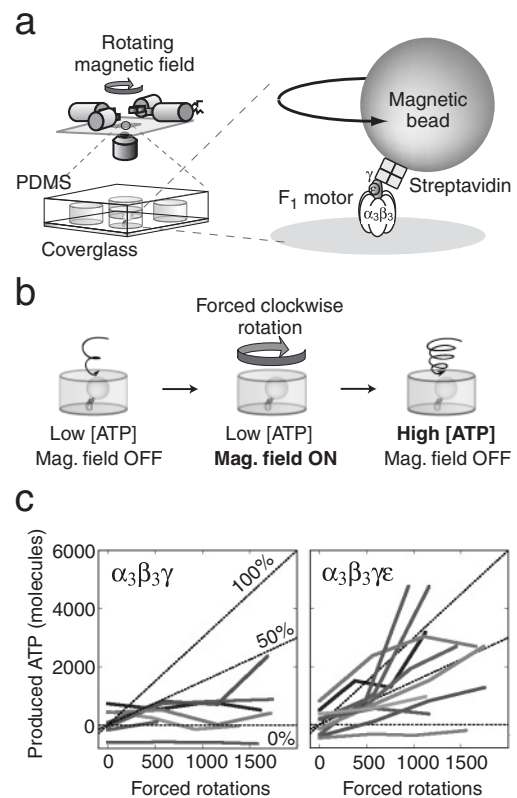 a
Rotating
magnetic field
Magnetic
bead
PDMS
γ
Streptavidin
F₁ motor
α₃β₃
Coverglass
b
Forced clockwise
rotation
Low [ATP]
Mag. field OFF
Low [ATP]
Mag. field ON
High [ATP]
Mag. field OFF
c
Produced ATP (molecules)
6000
4000
2000
0
α₃β₃γ
100%
50%
0%
0 500 1000 1500
Forced rotations
α₃β₃γε
0 500 1000 1500
Forced rotations